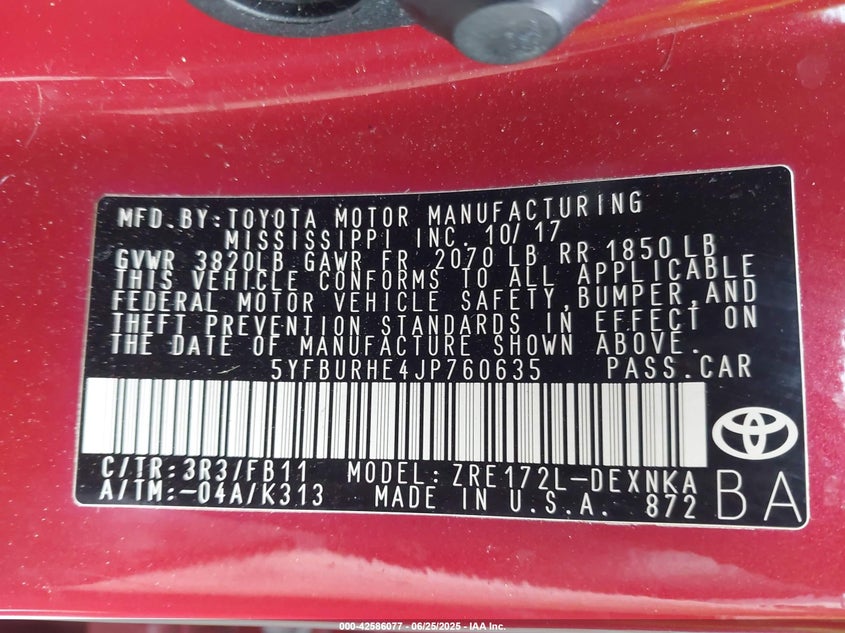 MFD. BY: TOYOTA MOTOR MANUFACTURING
MISSISSIPPI INC. 10/17
GVWR 3820LB GAWR FR 2070 LB RR 1850 LB
THIS VEHICLE CONFORMS TO ALL APPLICABLE
FEDERAL MOTOR VEHICLE SAFETY, BUMPER, AND
THEFT PREVENTION STANDARDS IN EFFECT ON
THE DATE OF MANUFACTURE SHOWN ABOVE.
5YFBURHE4JP760635 PASS.CAR
C/TR: 3R3/FB11 MODEL: ZRE172L-DEXNKA
A/TM: -04A/K313 MADE IN U.S.A. 872
BA
000-42586077 - 06/25/2025 - IAA Inc.